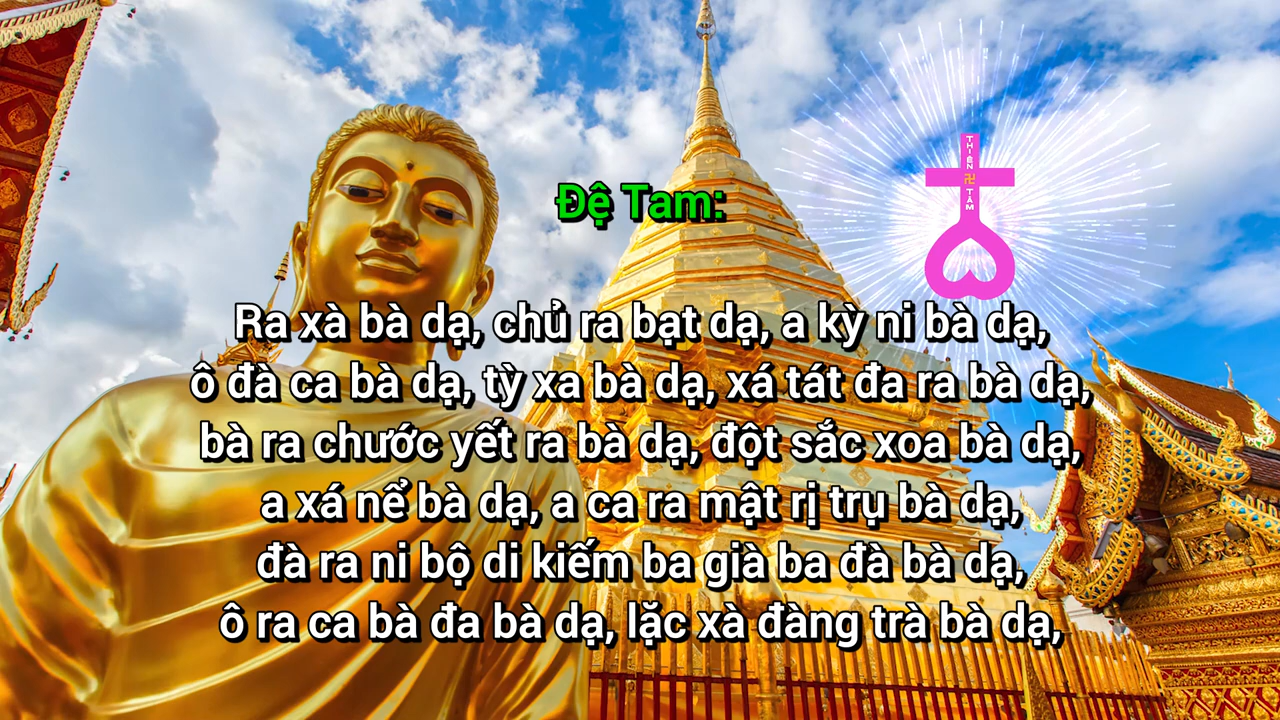 THIỆN
卍
TÂM
Đệ Tam:
Ra xà bà dạ, chủ ra bạt dạ, a kỳ ni bà dạ,
ô đà ca bà dạ, tỳ xa bà dạ, xá tát đa ra bà dạ,
bà ra chước yết ra bà dạ, đột sắc xoa bà dạ,
a xá nể bà dạ, a ca ra mật rị trụ bà dạ,
đà ra ni bộ di kiếm ba già ba đà bà dạ,
ô ra ca bà đa bà dạ, lặc xà đàng trà bà dạ,